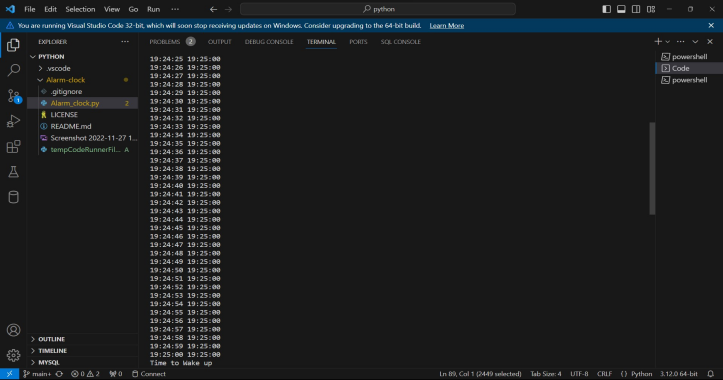 File Edit Selection View Go Run ··· python
You are running Visual Studio Code 32-bit, which will soon stop receiving updates on Windows. Consider upgrading to the 64-bit build. Learn More
EXPLORER
PYTHON
.vscode
Alarm-clock
.gitignore
Alarm_clock.py 2
LICENSE
README.md
Screenshot 2022-11-27 1...
tempCodeRunnerFil... A
OUTLINE
TIMELINE
MYSQL
PROBLEMS 2 OUTPUT DEBUG CONSOLE TERMINAL PORTS SQL CONSOLE
19:24:25 19:25:00
19:24:26 19:25:00
19:24:27 19:25:00
19:24:28 19:25:00
19:24:29 19:25:00
19:24:30 19:25:00
19:24:31 19:25:00
19:24:32 19:25:00
19:24:33 19:25:00
19:24:34 19:25:00
19:24:35 19:25:00
19:24:36 19:25:00
19:24:37 19:25:00
19:24:38 19:25:00
19:24:39 19:25:00
19:24:40 19:25:00
19:24:41 19:25:00
19:24:42 19:25:00
19:24:43 19:25:00
19:24:44 19:25:00
19:24:45 19:25:00
19:24:46 19:25:00
19:24:47 19:25:00
19:24:48 19:25:00
19:24:49 19:25:00
19:24:50 19:25:00
19:24:51 19:25:00
19:24:52 19:25:00
19:24:53 19:25:00
19:24:54 19:25:00
19:24:55 19:25:00
19:24:56 19:25:00
19:24:57 19:25:00
19:24:58 19:25:00
19:24:59 19:25:00
19:25:00 19:25:00
Time to Wake up
powershell
Code
powershell
1
main+ 0 2 0 Connect Ln 89, Col 1 (2449 selected) Tab Size: 4 UTF-8 CRLF {} Python 3.12.0 64-bit